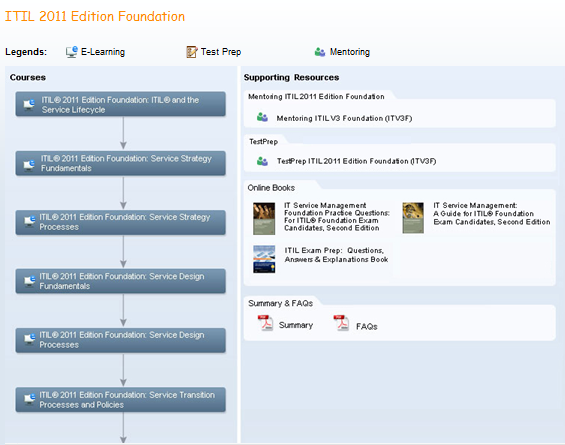 ITIL 2011 Edition Foundation
Legends: E-Learning Test Prep Mentoring
Courses
ITIL® 2011 Edition Foundation: ITIL® and the
Service Lifecycle
ITIL® 2011 Edition Foundation: Service Strategy
Fundamentals
ITIL® 2011 Edition Foundation: Service Strategy
Processes
ITIL® 2011 Edition Foundation: Service Design
Fundamentals
ITIL® 2011 Edition Foundation: Service Design
Processes
ITIL® 2011 Edition Foundation: Service Transition
Processes and Policies
Supporting Resources
Mentoring ITIL 2011 Edition Foundation
Mentoring ITIL V3 Foundation (ITV3F)
TestPrep
TestPrep ITIL 2011 Edition Foundation (ITV3F)
Online Books
IT Service Management
Foundation Practice Questions:
For ITIL® Foundation Exam
Candidates, Second Edition
IT Service Management:
A Guide for ITIL® Foundation
Exam Candidates, Second Edition
ITIL Exam Prep: Questions,
Answers & Explanations Book
Summary & FAQs
Summary
FAQs